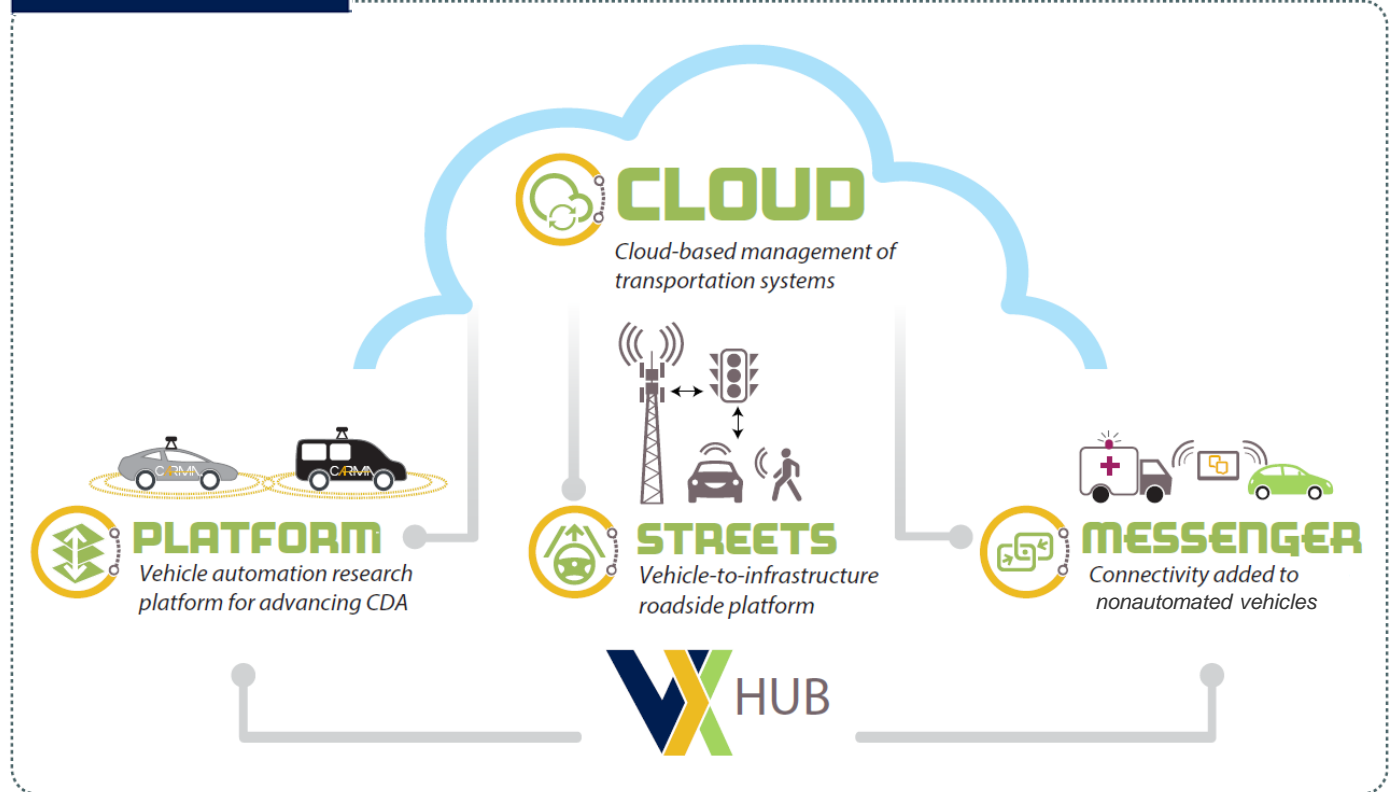 CLOUD
Cloud-based management of
transportation systems
CARMA
CARMA
PLATFORM
Vehicle automation research
platform for advancing CDA
STREETS
Vehicle-to-infrastructure
roadside platform
MESSENGER
Connectivity added to
nonautomated vehicles
VX HUB